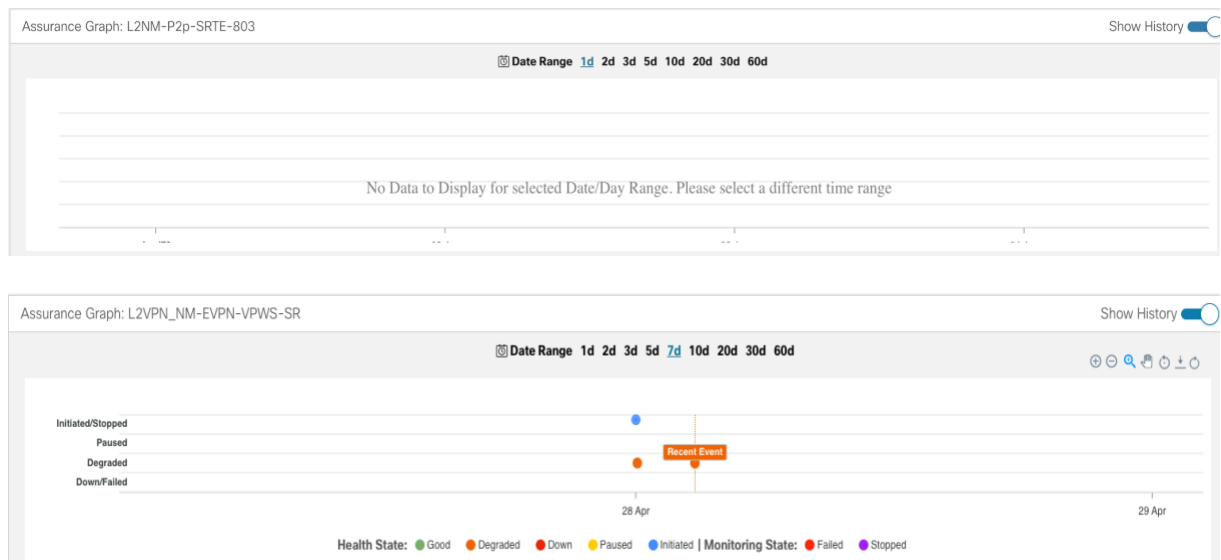 Assurance Graph: L2NM-P2p-SRTE-803 Show History
Date Range 1d 2d 3d 5d 10d 20d 30d 60d
No Data to Display for selected Date/Day Range. Please select a different time range
Assurance Graph: L2VPN_NM-EVPN-VPWS-SR Show History
Date Range 1d 2d 3d 5d 7d 10d 20d 30d 60d
Initiated/Stopped
Paused
Recent Event
Degraded
Down/Failed
28 Apr 29 Apr
Health State: Good Degraded Down Paused Initiated | Monitoring State: Failed Stopped